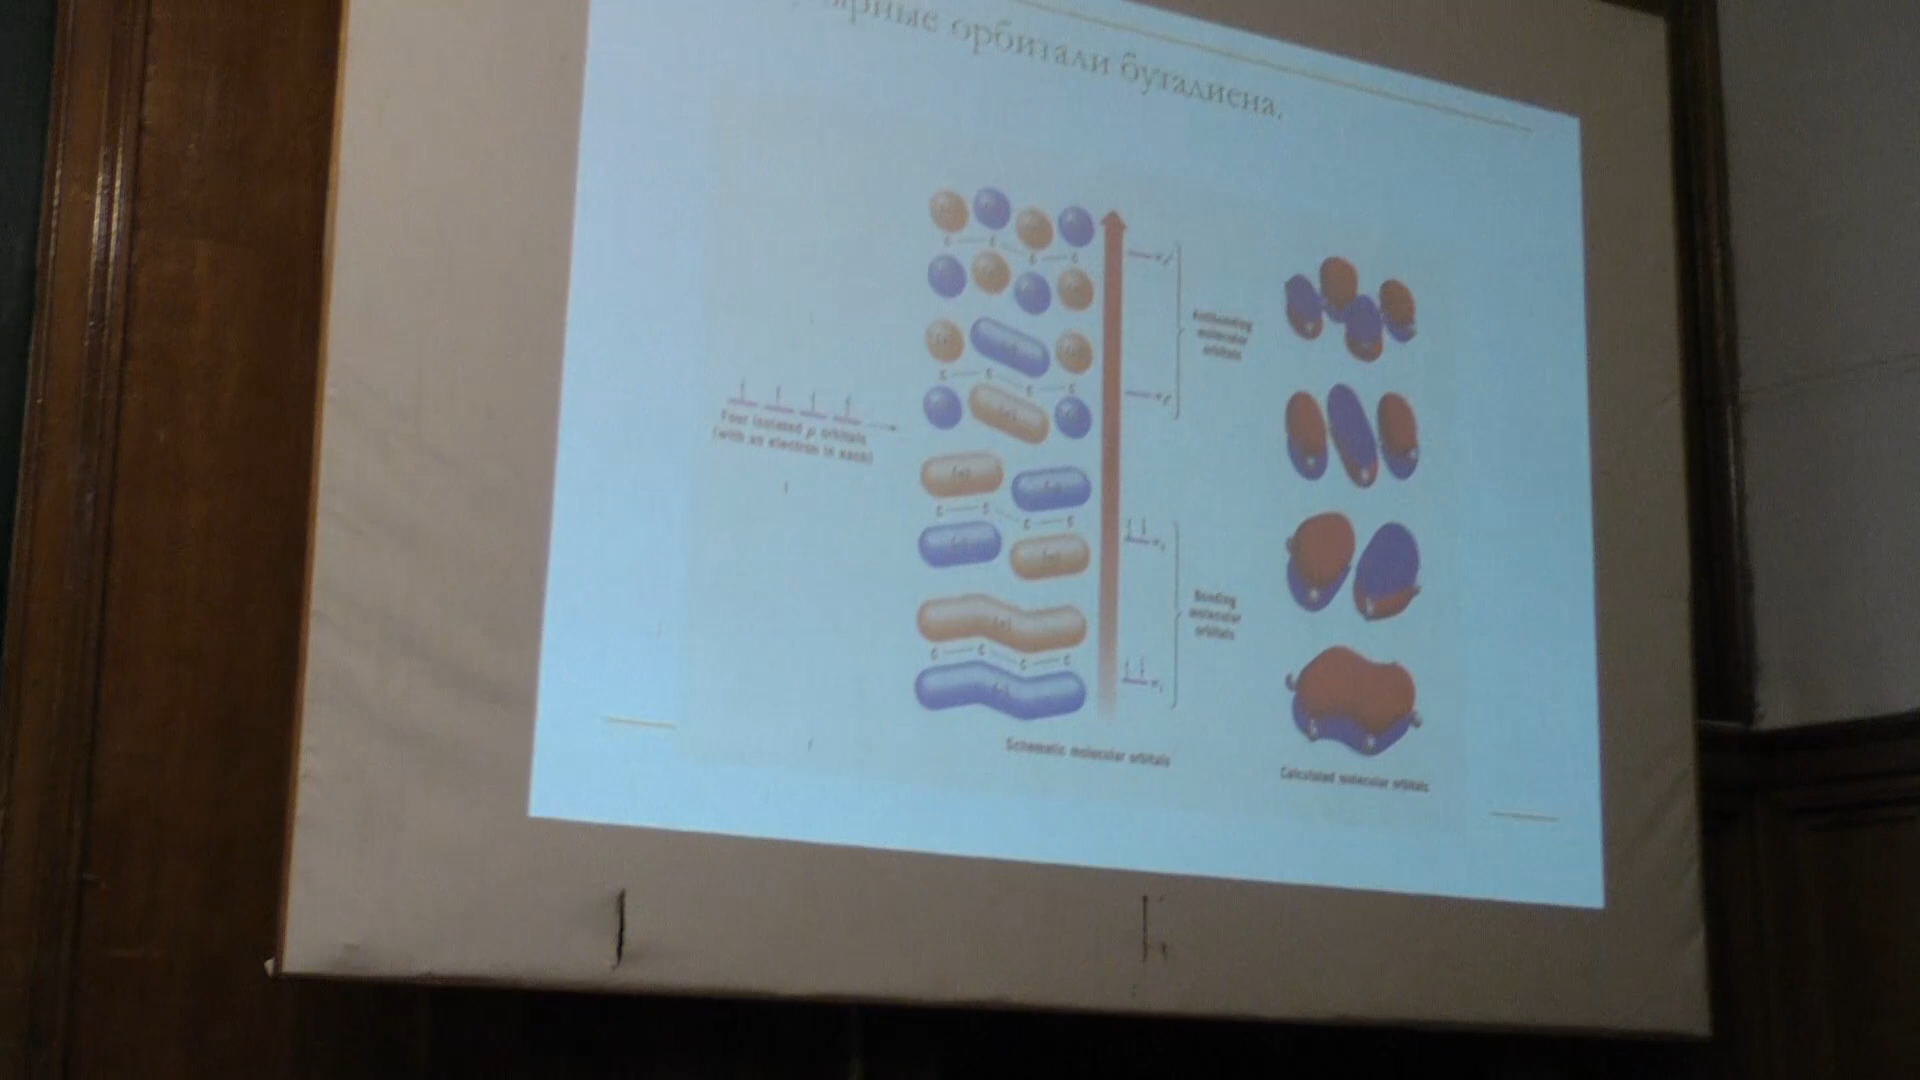 орбитали бутадиена.
Antibonding
molecular
orbitals
Four isolated p orbitals
(with an electron in each)
C C C C
C C C C
C C C C
C C C C
Bonding
molecular
orbitals
Schematic molecular orbitals
Calculated molecular orbitals